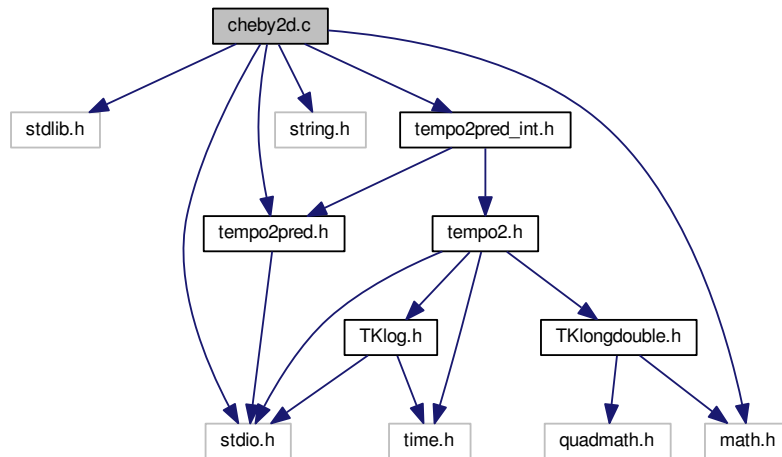 cheby2d.c
stdlib.h
string.h
tempo2pred_int.h
tempo2pred.h
tempo2.h
TKlog.h
TKlongdouble.h
stdio.h
time.h
quadmath.h
math.h